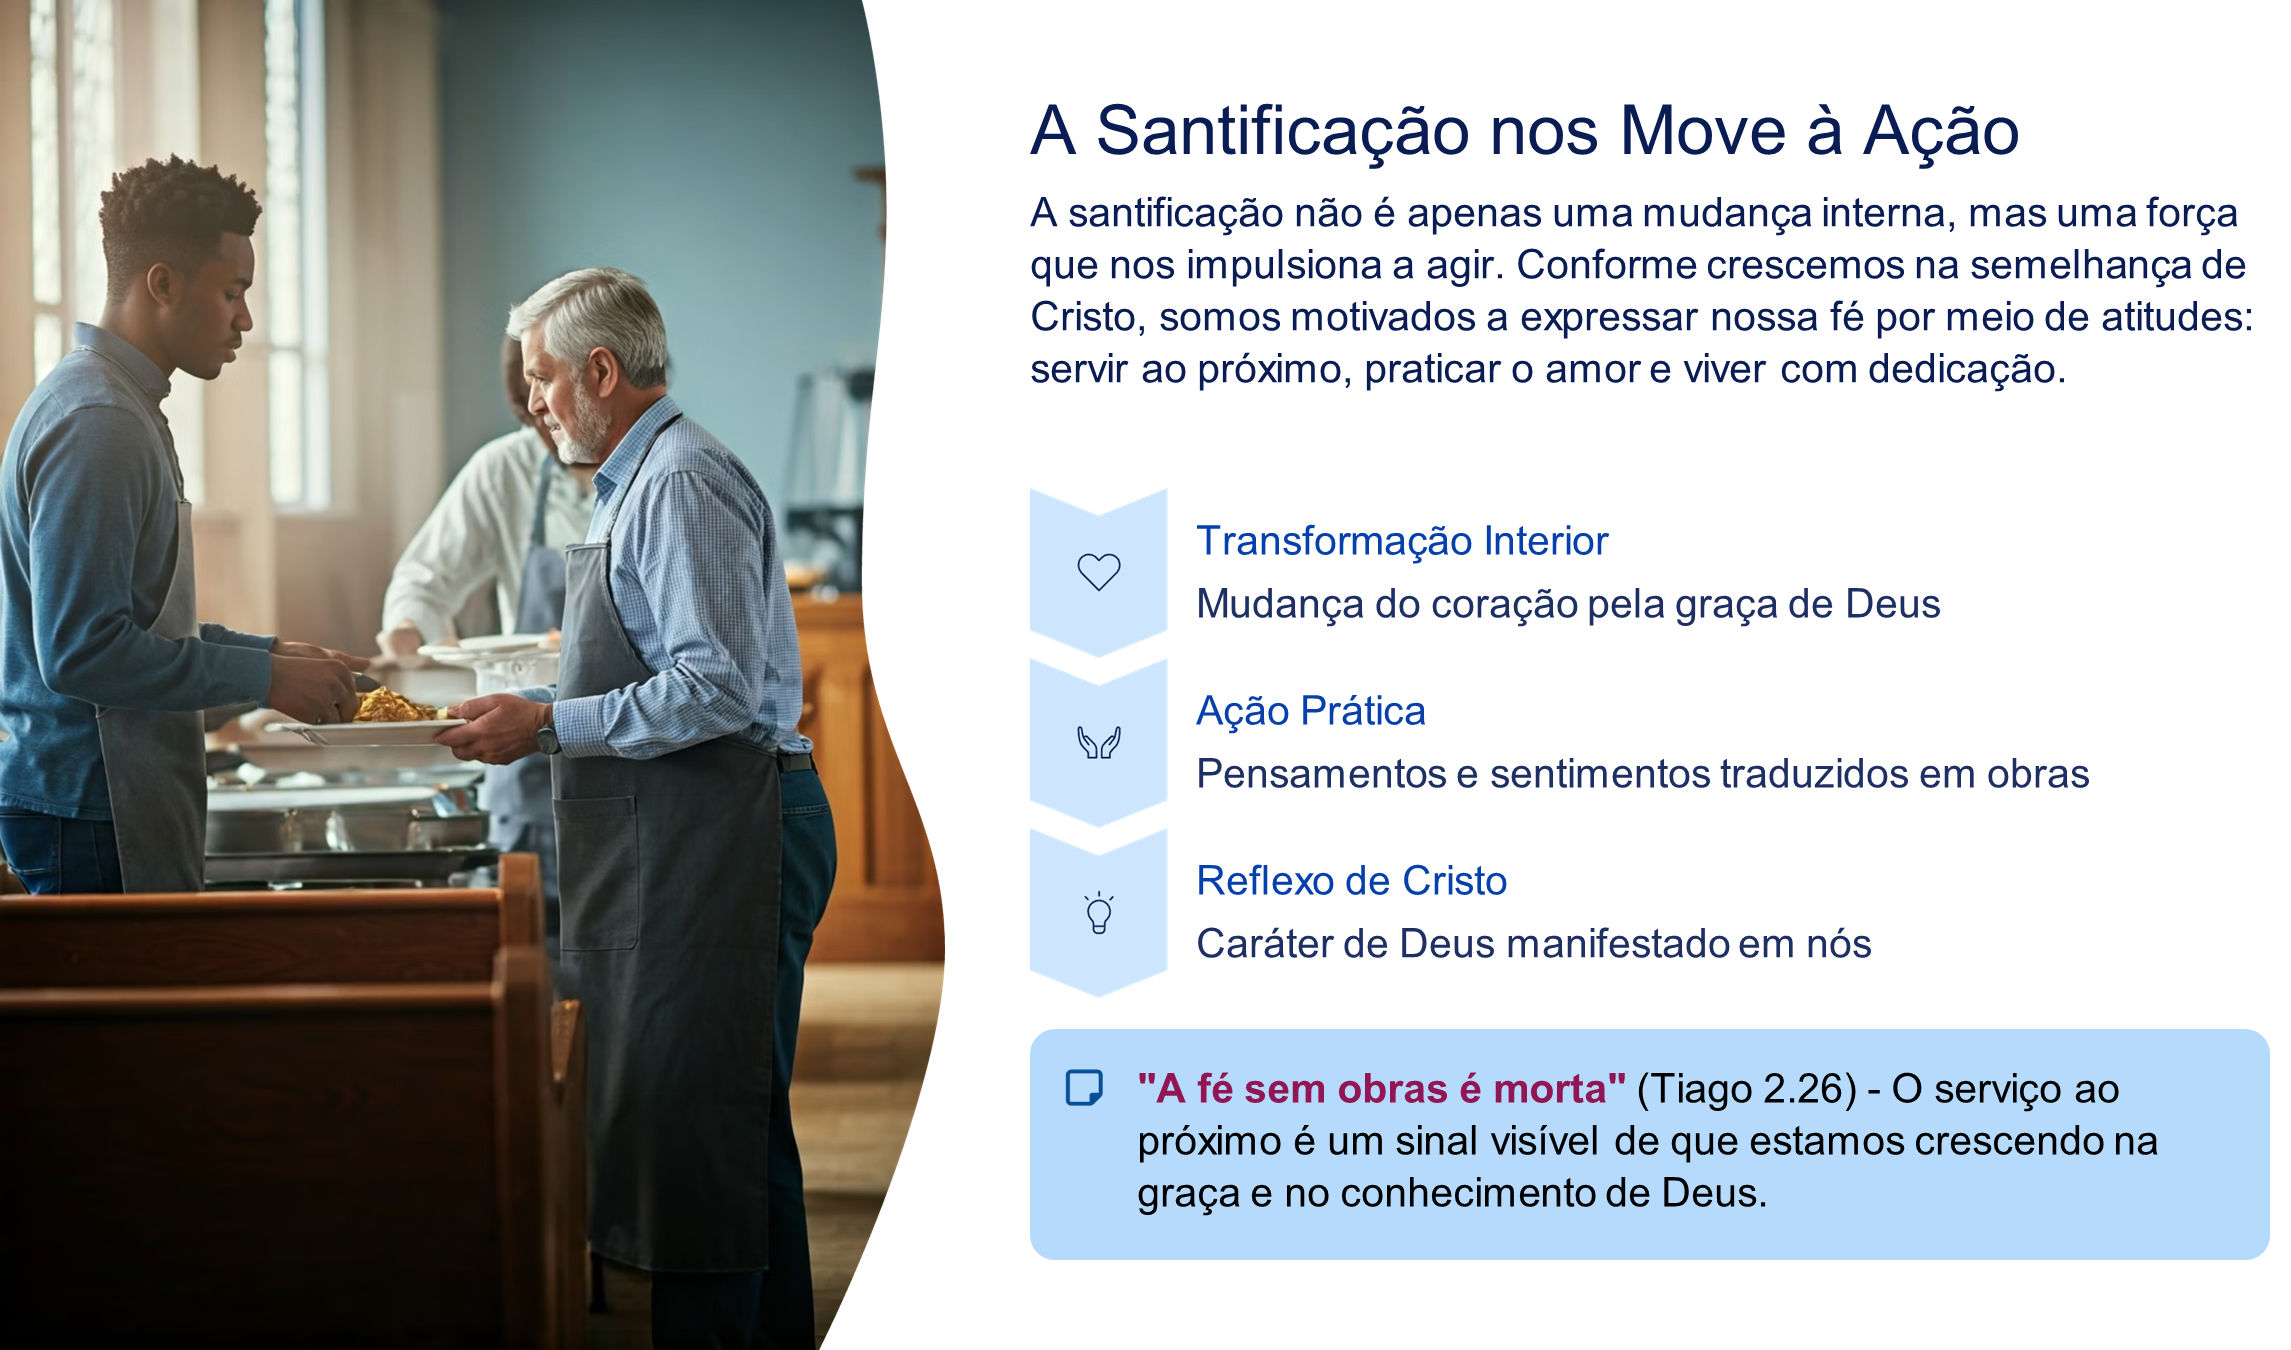 A Santificação nos Move à Ação
A santificação não é apenas uma mudança interna, mas uma força
que nos impulsiona a agir. Conforme crescemos na semelhança de
Cristo, somos motivados a expressar nossa fé por meio de atitudes:
servir ao próximo, praticar o amor e viver com dedicação.
Transformação Interior
Mudança do coração pela graça de Deus
Ação Prática
Pensamentos e sentimentos traduzidos em obras
Reflexo de Cristo
Caráter de Deus manifestado em nós
"A fé sem obras é morta" (Tiago 2.26) - O serviço ao
próximo é um sinal visível de que estamos crescendo na
graça e no conhecimento de Deus.